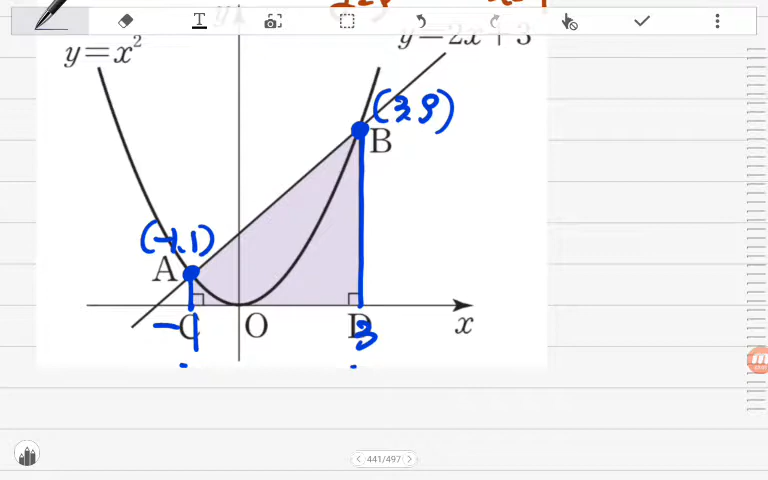 y
y=x²
y=2x+3
(3,9)
B
(-1,1)
A
-1
C
O
D
3
x
441/497